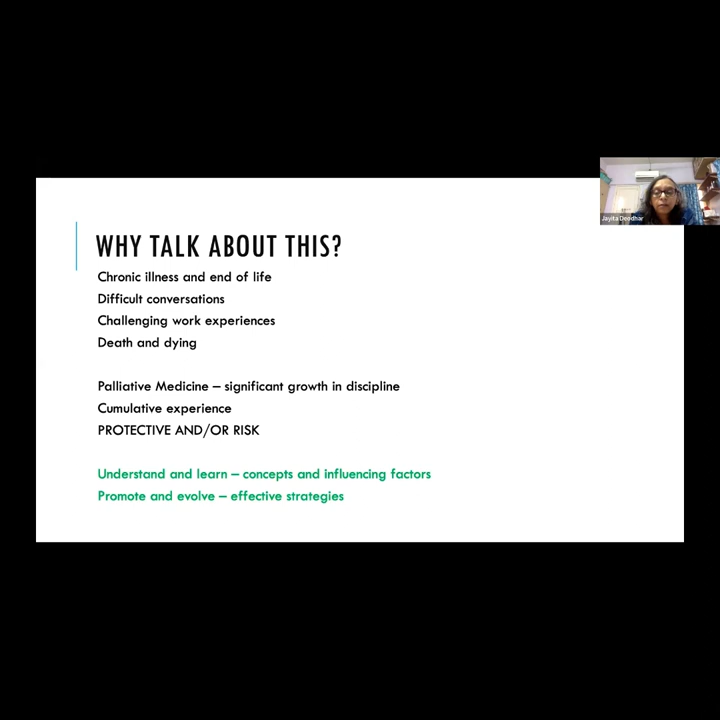 WHY TALK ABOUT THIS?
Chronic illness and end of life
Difficult conversations
Challenging work experiences
Death and dying
Palliative Medicine – significant growth in discipline
Cumulative experience
PROTECTIVE AND/OR RISK
Understand and learn – concepts and influencing factors
Promote and evolve – effective strategies
Jayita Deodhar